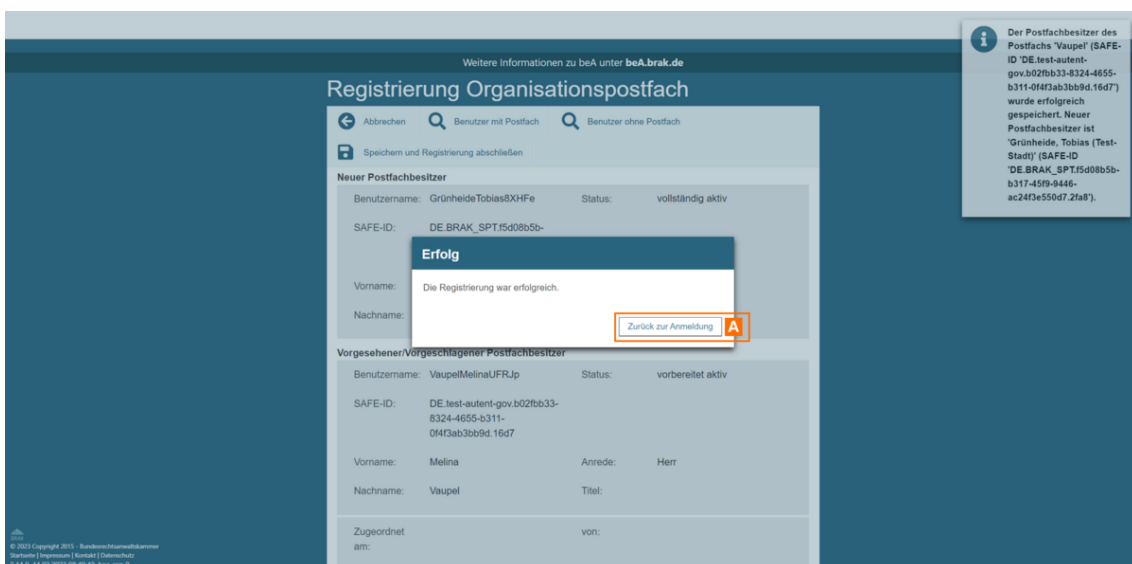 Weitere Informationen zu beA unter beA.brak.de
Registrierung Organisationspostfach
Abbrechen Benutzer mit Postfach Benutzer ohne Postfach
Speichern und Registrierung abschließen
Neuer Postfachbesitzer
Benutzername: GrünheideTobias8XHFe Status: vollständig aktiv
SAFE-ID: DE.BRAK_SPT.f5d08b5b-
Erfolg
Vorname: Die Registrierung war erfolgreich.
Nachname:
Zurück zur Anmeldung A
Vorgesehener/Vorgeschlagener Postfachbesitzer
Benutzername: VaupelMelinaUFRJp Status: vorbereitet aktiv
SAFE-ID: DE.test-autent-gov.b02fbb33-
8324-4655-b311-
0f4f3ab3bb9d.16d7
Vorname: Melina Anrede: Herr
Nachname: Vaupel Titel:
Zugeordnet von:
am:
Der Postfachbesitzer des
Postfachs 'Vaupel' (SAFE-
ID 'DE.test-autent-
gov.b02fbb33-8324-4655-
b311-0f4f3ab3bb9d.16d7')
wurde erfolgreich
gespeichert. Neuer
Postfachbesitzer ist
'Grünheide, Tobias (Test-
Stadt)' (SAFE-ID
'DE.BRAK_SPT.f5d08b5b-
b317-45f9-9446-
ac24f3e550d7.2fa8').
© 2023 Copyright 2015 - Bundesrechtsanwaltskammer
Startseite | Impressum | Kontakt | Datenschutz